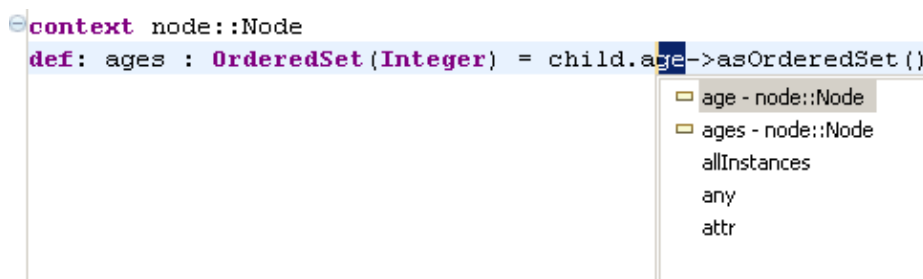 context node::Node
def: ages : OrderedSet(Integer) = child.age->asOrderedSet()
age - node::Node
ages - node::Node
allInstances
any
attr